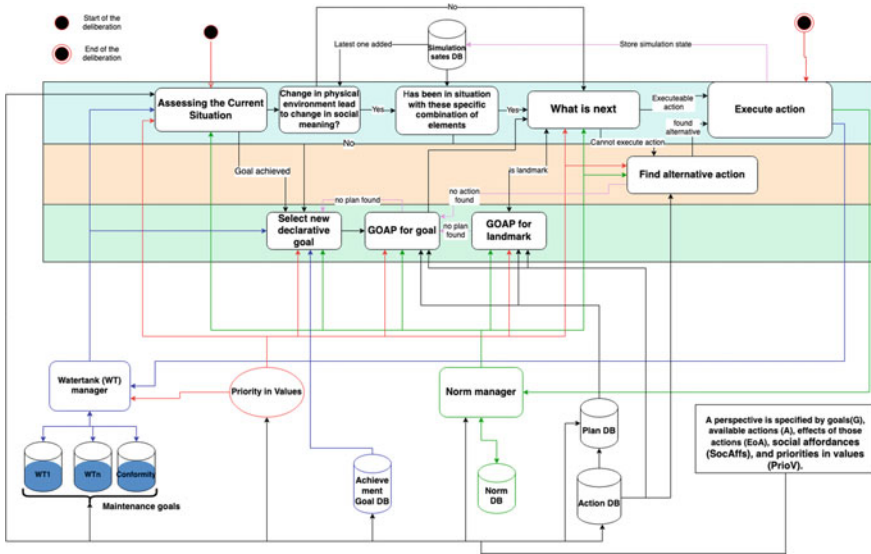 Start of the
deliberation
End of the
deliberation
No
Latest one added
Simulation
sates DB
Store simulation state
Assessing the Current
Situation
Change in physical
environment lead
to change in social
meaning?
Yes
Has been in situation
with these specific
combination of
elements
Yes
What is next
Executeable
action
Execute action
found
alternative
Cannot execute action
No
Goal achieved
is landmark
Find alternative action
no action
found
no plan found
Select new
declarative
goal
GOAP for goal
no plan
found
GOAP for
landmark
Watertank (WT)
manager
Priority in Values
Norm manager
Plan DB
A perspective is specified by goals(G),
available actions (A), effects of those
actions (EoA), social affordances
(SocAffs), and priorities in values
(PrioV).
WT1
WTn
Conformity
Maintenance goals
Achieve
ment
Goal DB
Norm
DB
Action DB